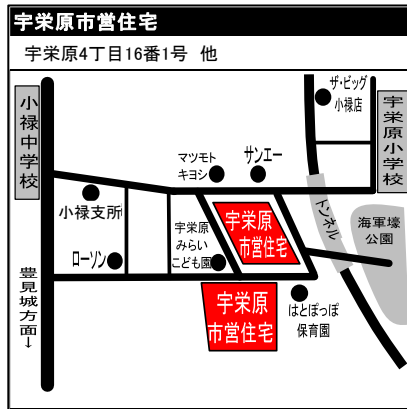 宇栄原市営住宅
宇栄原4丁目16番1号 他
ザ・ビッグ
小禄店
小禄中学校
宇栄原小学校
マツモト
キヨシ
サンエー
小禄支所
宇栄原
みらい
こども園
宇栄原
市営住宅
トンネル
海軍壕
公園
ローソン
豊見城方面→
宇栄原
市営住宅
はとぽっぽ
保育園